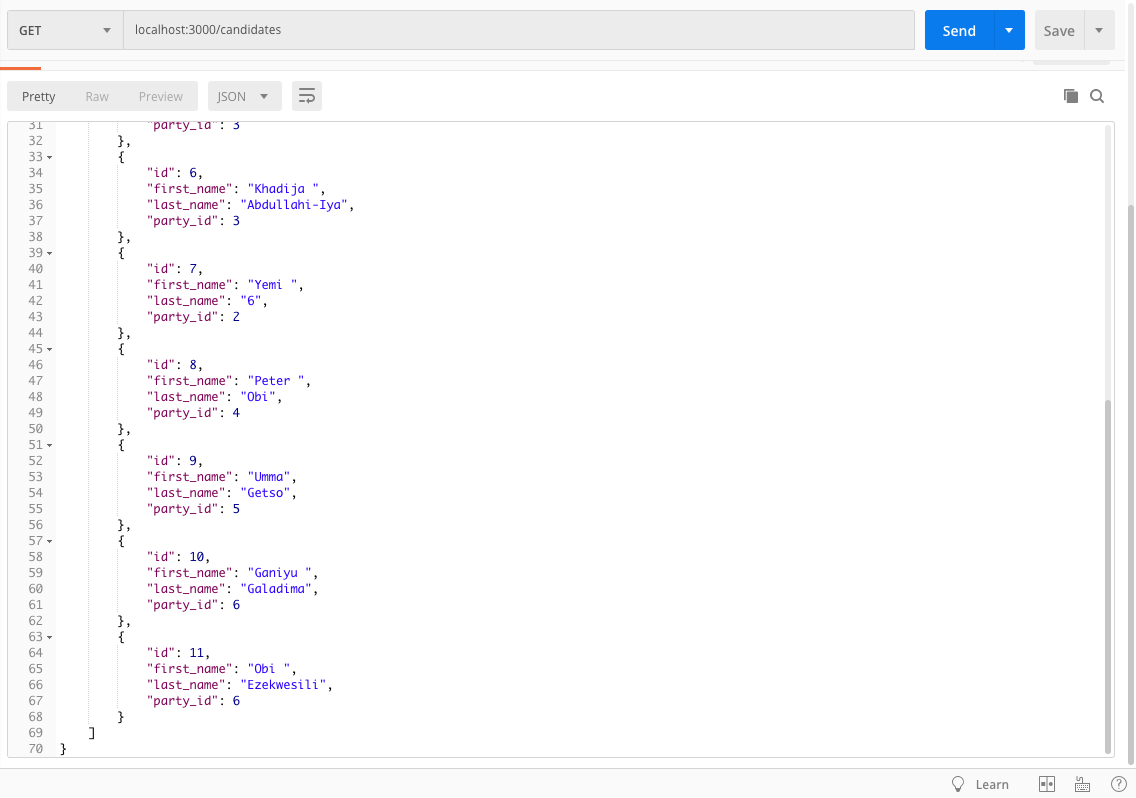 GET localhost:3000/candidates Send Save
Pretty Raw Preview JSON
31 "party_id": 3
32 },
33 {
34 "id": 6,
35 "first_name": "Khadija ",
36 "last_name": "Abdullahi-Iya",
37 "party_id": 3
38 },
39 {
40 "id": 7,
41 "first_name": "Yemi ",
42 "last_name": "6",
43 "party_id": 2
44 },
45 {
46 "id": 8,
47 "first_name": "Peter ",
48 "last_name": "Obi",
49 "party_id": 4
50 },
51 {
52 "id": 9,
53 "first_name": "Umma",
54 "last_name": "Getso",
55 "party_id": 5
56 },
57 {
58 "id": 10,
59 "first_name": "Ganiyu ",
60 "last_name": "Galadima",
61 "party_id": 6
62 },
63 {
64 "id": 11,
65 "first_name": "Obi ",
66 "last_name": "Ezekwesili",
67 "party_id": 6
68 }
69 ]
70 }
Learn